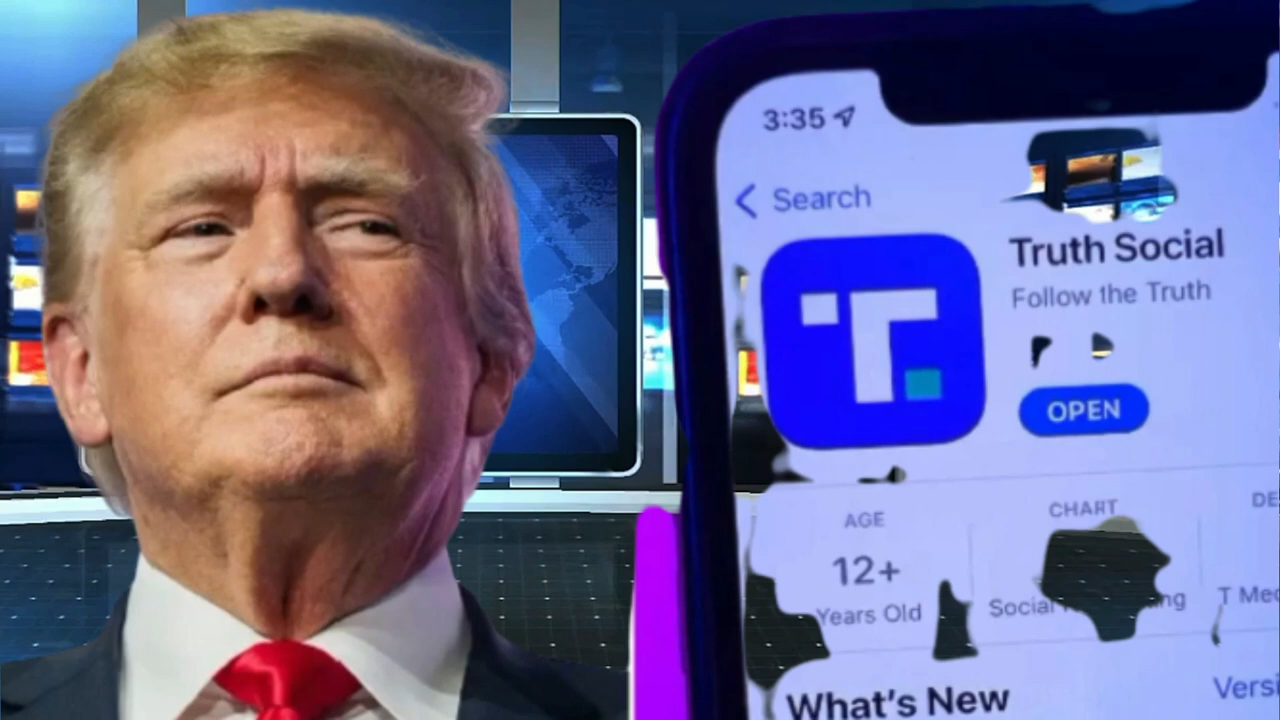 3:35
Search
Truth Social
Follow the Truth
OPEN
AGE
CHART
12+
Years Old
Social
What's New